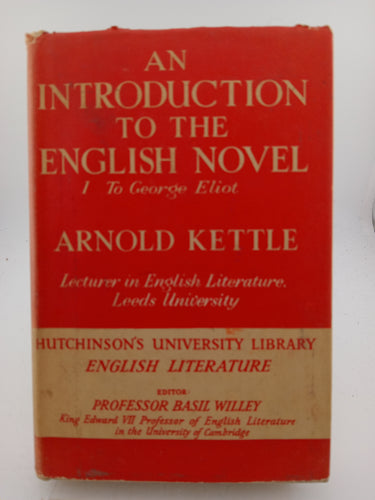 AN
INTRODUCTION
TO THE
ENGLISH NOVEL
I To George Eliot
ARNOLD KETTLE
Lecturer in English Literature,
Leeds University
HUTCHINSON'S UNIVERSITY LIBRARY
ENGLISH LITERATURE
EDITOR:
PROFESSOR BASIL WILLEY
King Edward VII Professor of English Literature
in the University of Cambridge